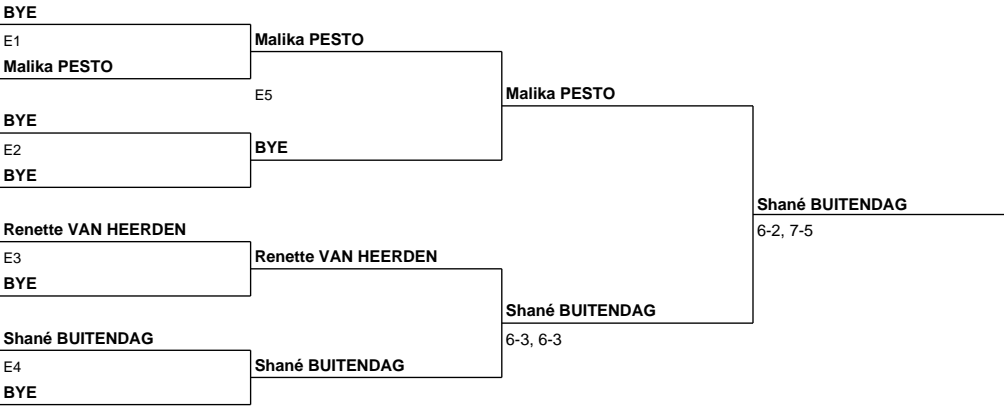 BYE
E1
Malika PESTO
BYE
E2
BYE
Renette VAN HEERDEN
E3
BYE
Shané BUITENDAG
E4
BYE
Malika PESTO
E5
BYE
Renette VAN HEERDEN
Shané BUITENDAG
Malika PESTO
Shané BUITENDAG
6-3, 6-3
Shané BUITENDAG
6-2, 7-5